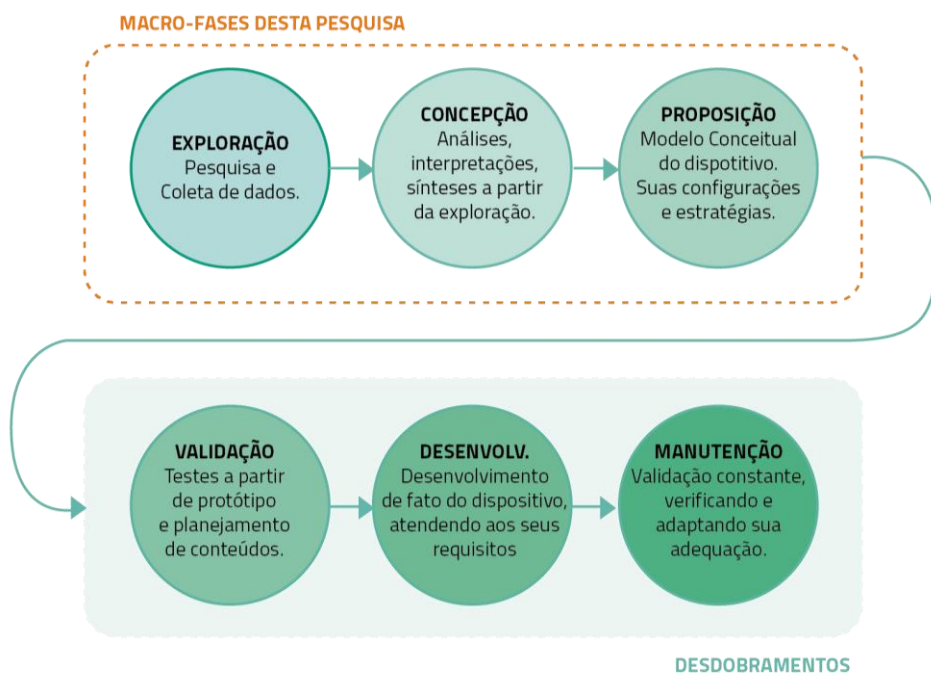 MACRO-FASES DESTA PESQUISA
EXPLORAÇÃO
Pesquisa e
Coleta de dados.
CONCEPÇÃO
Análises,
interpretações,
sínteses a partir
da exploração.
PROPOSIÇÃO
Modelo Conceitual
do dispotitivo.
Suas configurações
e estratégias.
VALIDAÇÃO
Testes a partir
de protótipo
e planejamento
de conteúdos.
DESENVOLV.
Desenvolvimento
de fato do dispositivo,
atendendo aos seus
requisitos
MANUTENÇÃO
Validação constante,
verificando e
adaptando sua
adequação.
DESDOBRAMENTOS